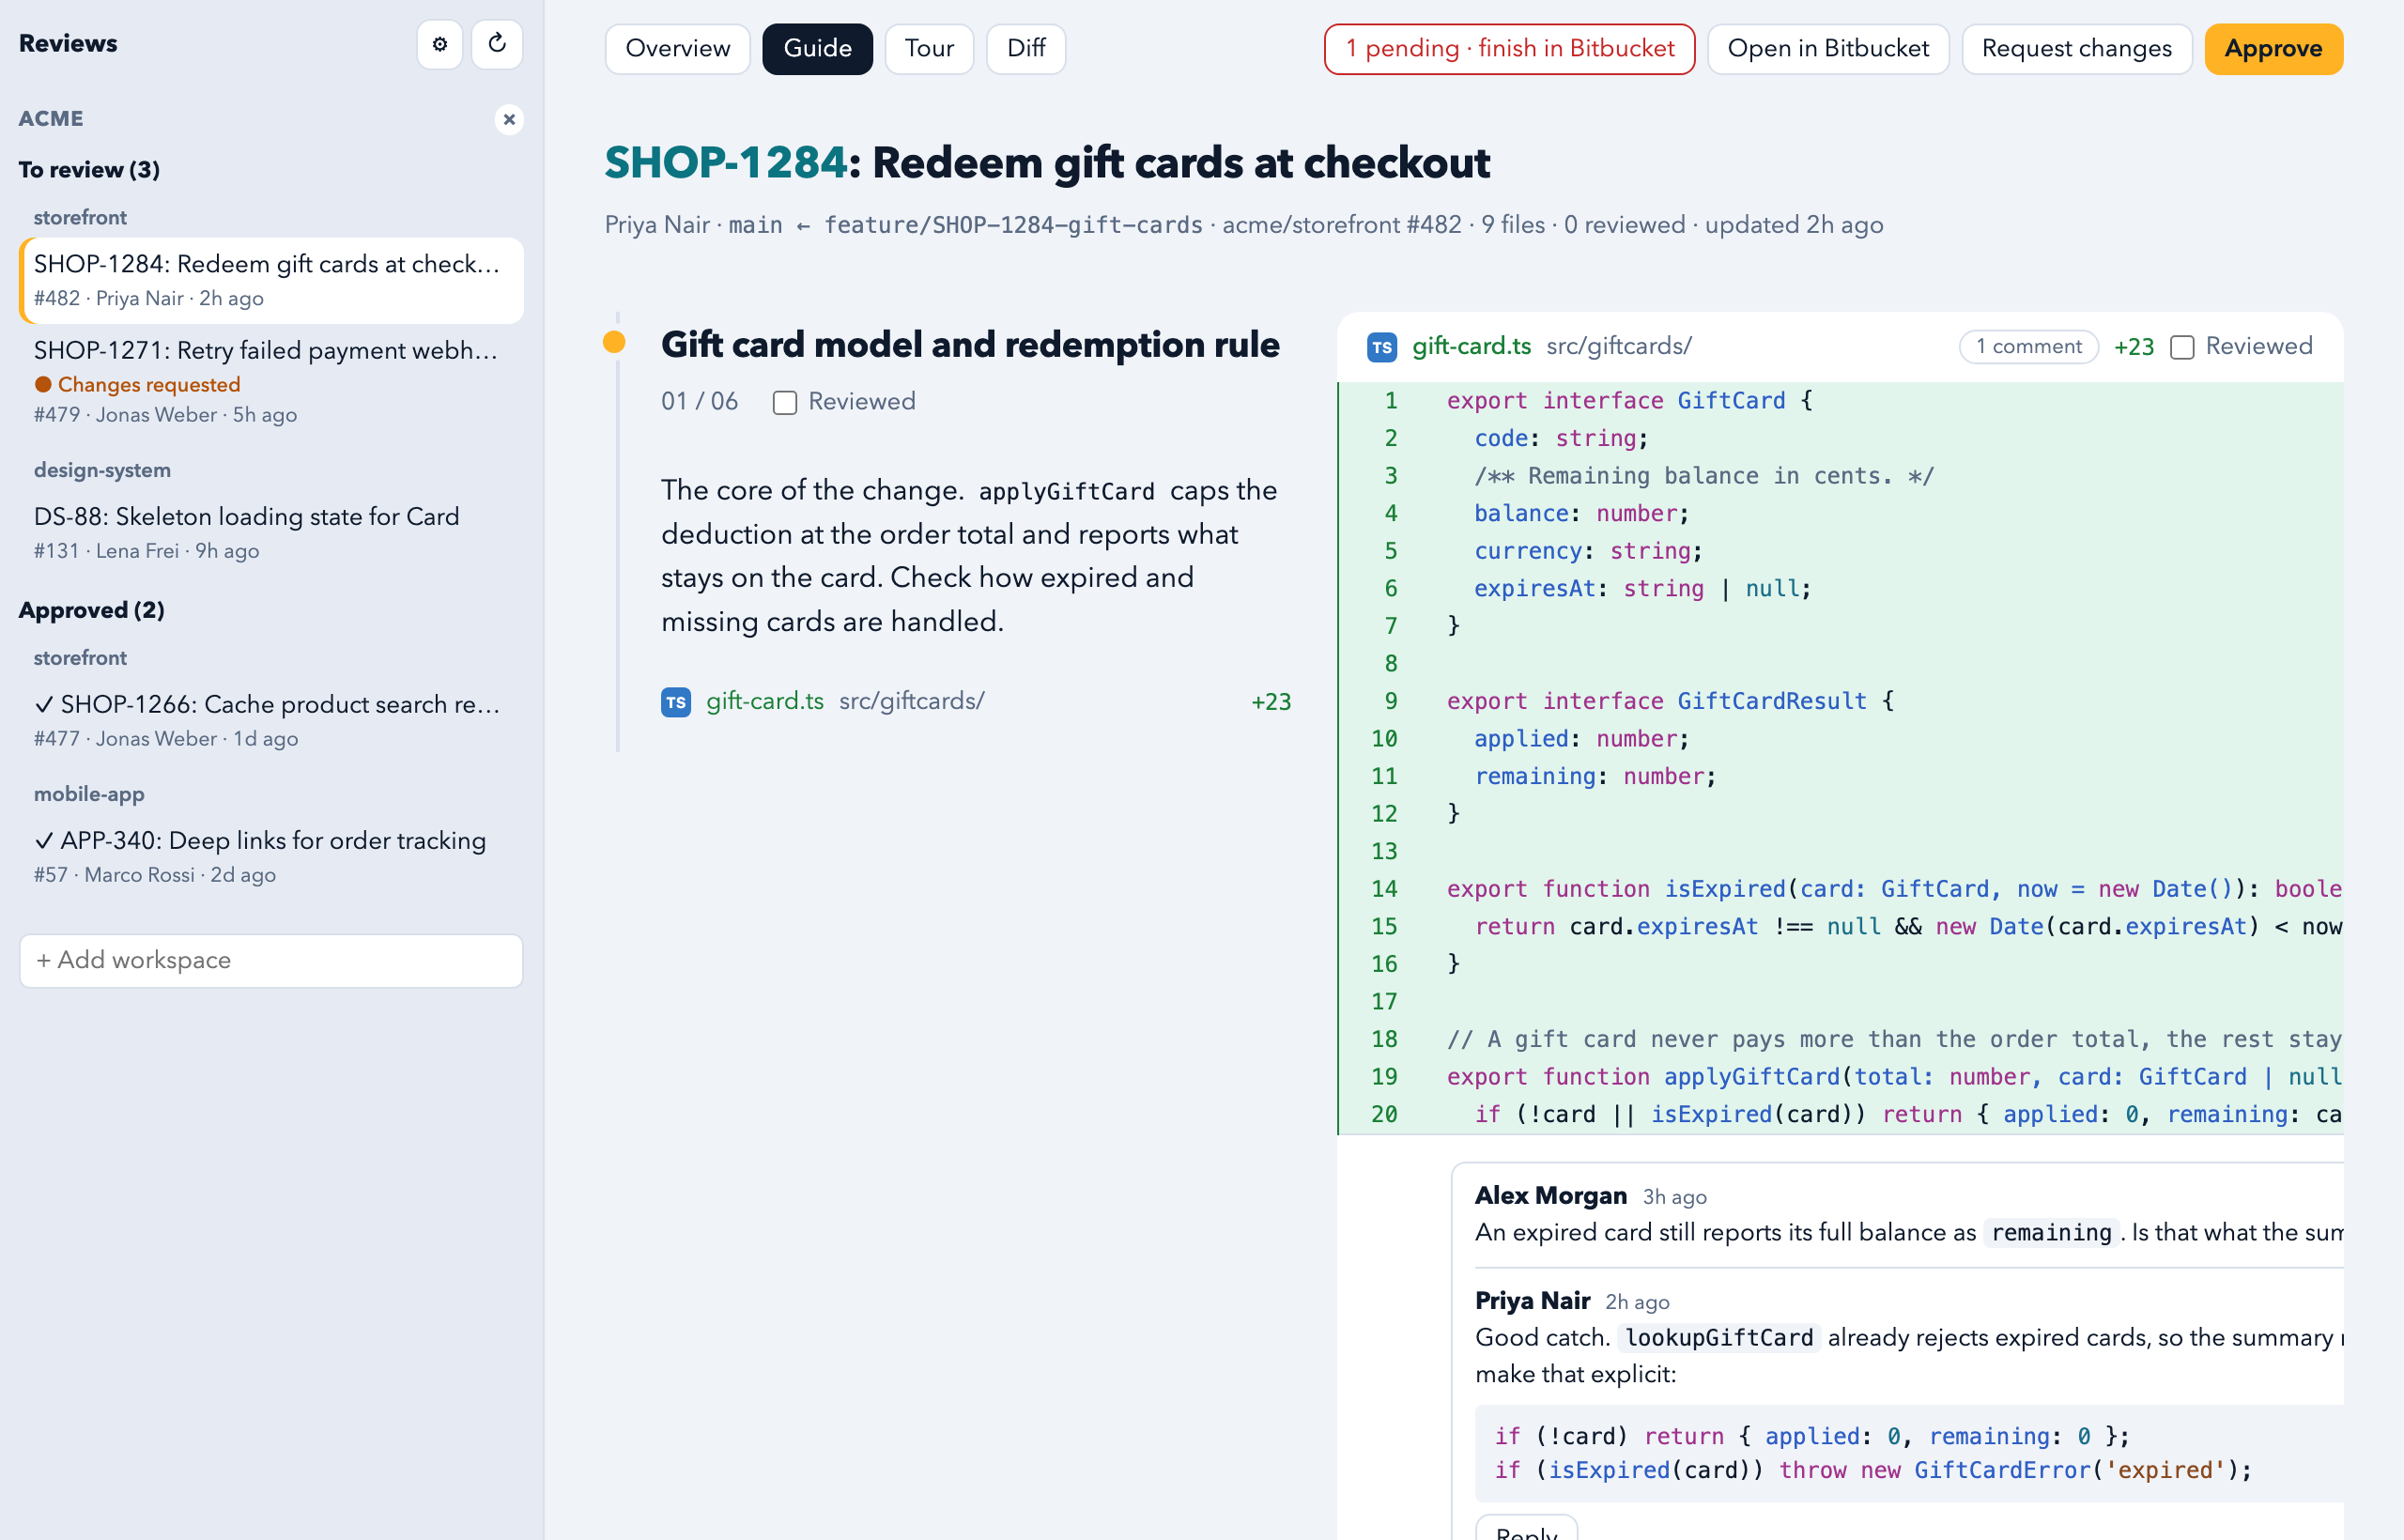 Reviews
ACME
To review (3)
storefront
SHOP-1284: Redeem gift cards at check…
#482 · Priya Nair · 2h ago
SHOP-1271: Retry failed payment webh…
Changes requested
#479 · Jonas Weber · 5h ago
design-system
DS-88: Skeleton loading state for Card
#131 · Lena Frei · 9h ago
Approved (2)
storefront
✓ SHOP-1266: Cache product search re…
#477 · Jonas Weber · 1d ago
mobile-app
✓ APP-340: Deep links for order tracking
#57 · Marco Rossi · 2d ago
+ Add workspace
Overview Guide Tour Diff
1 pending · finish in Bitbucket Open in Bitbucket Request changes Approve
SHOP-1284: Redeem gift cards at checkout
Priya Nair · main ← feature/SHOP-1284-gift-cards · acme/storefront #482 · 9 files · 0 reviewed · updated 2h ago
Gift card model and redemption rule
01 / 06 Reviewed
The core of the change. applyGiftCard caps the
deduction at the order total and reports what
stays on the card. Check how expired and
missing cards are handled.
TS gift-card.ts src/giftcards/ +23
TS gift-card.ts src/giftcards/ 1 comment +23 Reviewed
1 export interface GiftCard {
2 code: string;
3 /** Remaining balance in cents. */
4 balance: number;
5 currency: string;
6 expiresAt: string | null;
7 }
8
9 export interface GiftCardResult {
10 applied: number;
11 remaining: number;
12 }
13
14 export function isExpired(card: GiftCard, now = new Date()): boole
15 return card.expiresAt !== null && new Date(card.expiresAt) < now
16 }
17
18 // A gift card never pays more than the order total, the rest stay
19 export function applyGiftCard(total: number, card: GiftCard | null
20 if (!card || isExpired(card)) return { applied: 0, remaining: ca
Alex Morgan 3h ago
An expired card still reports its full balance as remaining. Is that what the sum
Priya Nair 2h ago
Good catch. lookupGiftCard already rejects expired cards, so the summary
make that explicit:
if (!card) return { applied: 0, remaining: 0 };
if (isExpired(card)) throw new GiftCardError('expired');
Reply